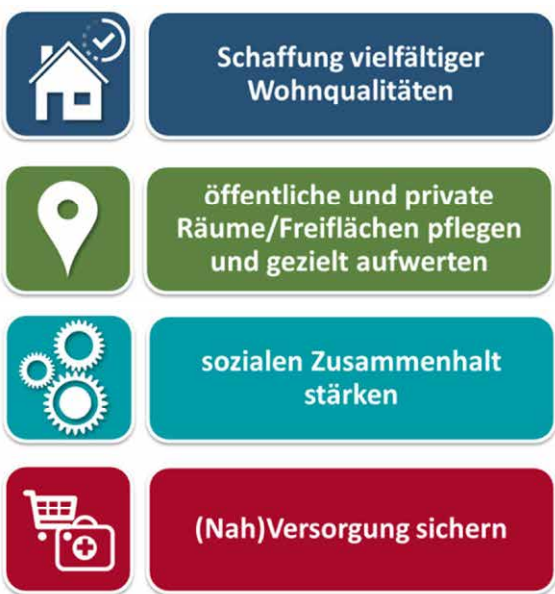 Schaffung vielfältiger
Wohnqualitäten
öffentliche und private
Räume/Freiflächen pflegen
und gezielt aufwerten
sozialen Zusammenhalt
stärken
(Nah)Versorgung sichern